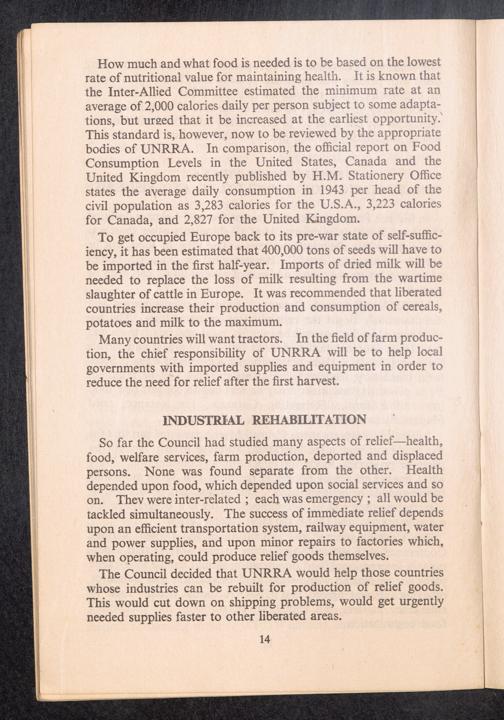 How much and what food is needed is to be based on the lowest
rate of nutritional value for maintaining health. It is known that
the Inter-Allied Committee estimated the minimum rate at an
average of 2,000 calories daily per person subject to some adapta-
tions, but urged that it be increased at the earliest opportunity.
This standard is, however, now to be reviewed by the appropriate
bodies of UNRRA. In comparison, the official report on Food
Consumption Levels in the United States, Canada and the
United Kingdom recently published by H.M. Stationery Office
states the average daily consumption in 1943 per head of the
civil population as 3,283 calories for the U.S.A., 3,223 calories
for Canada, and 2,827 for the United Kingdom.
To get occupied Europe back to its pre-war state of self-suffic-
iency, it has been estimated that 400,000 tons of seeds will have to
be imported in the first half-year. Imports of dried milk will be
needed to replace the loss of milk resulting from the wartime
slaughter of cattle in Europe. It was recommended that liberated
countries increase their production and consumption of cereals,
potatoes and milk to the maximum.
Many countries will want tractors. In the field of farm produc-
tion, the chief responsibility of UNRRA will be to help local
governments with imported supplies and equipment in order to
reduce the need for relief after the first harvest.
INDUSTRIAL REHABILITATION
So far the Council had studied many aspects of relief—health,
food, welfare services, farm production, deported and displaced
persons. None was found separate from the other. Health
depended upon food, which depended upon social services and so
on. They were inter-related ; each was emergency ; all would be
tackled simultaneously. The success of immediate relief depends
upon an efficient transportation system, railway equipment, water
and power supplies, and upon minor repairs to factories which,
when operating, could produce relief goods themselves.
The Council decided that UNRRA would help those countries
whose industries can be rebuilt for production of relief goods.
This would cut down on shipping problems, would get urgently
needed supplies faster to other liberated areas.
14